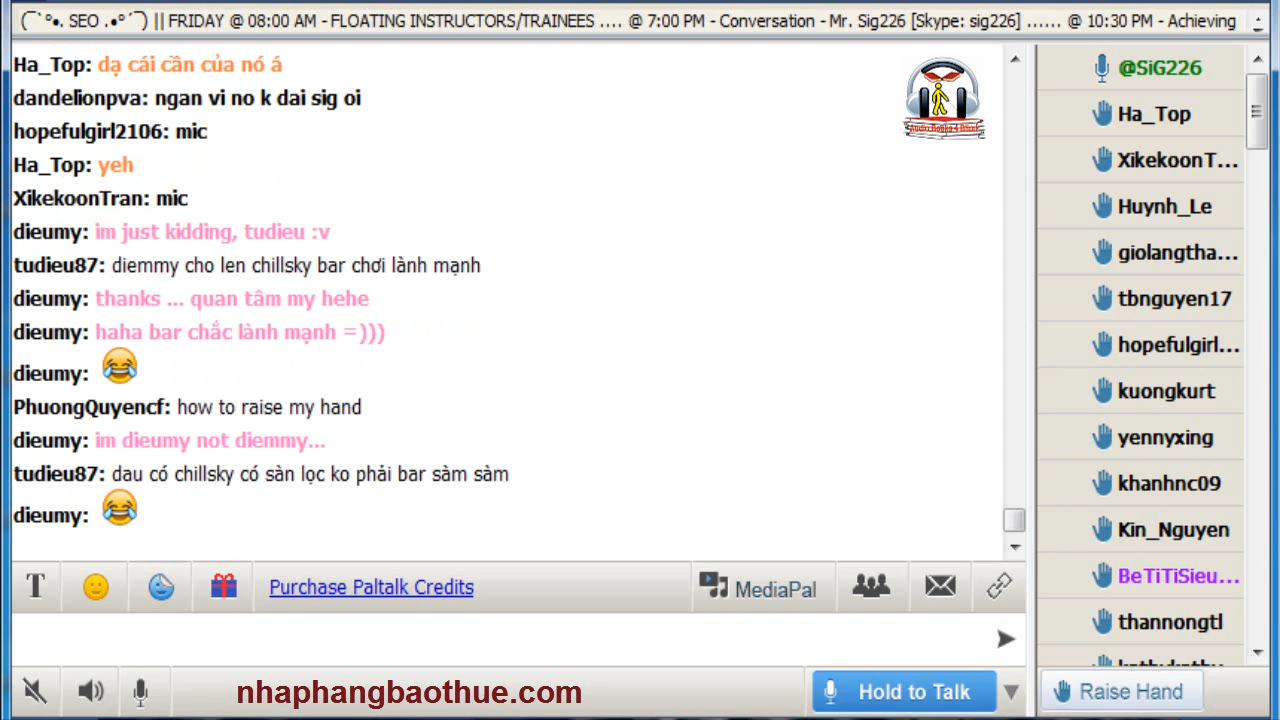 (¯`°•. SEO .•°´¯) || FRIDAY @ 08:00 AM - FLOATING INSTRUCTORS/TRAINEES .... @ 7:00 PM - Conversation - Mr. Sig226 [Skype: sig226] ...... @ 10:30 PM - Achieving
Ha_Top: dạ cái cần của nó á
dandelionpva: ngan vi no k dai sig oi
hopefulgirl2106: mic
Ha_Top: yeh
XikekoonTran: mic
dieumy: im just kidding, tudieu :v
tudieu87: diemmy cho len chillsky bar chơi lành mạnh
dieumy: thanks ... quan tâm my hehe
dieumy: haha bar chắc lành mạnh =)))
dieumy: 😂
PhuongQuyencf: how to raise my hand
dieumy: im dieumy not diemmy...
tudieu87: dau có chillsky có sàn lọc ko phải bar sàm sàm
dieumy: 😂
T
Purchase Paltalk Credits
MediaPal
nhaphangbaothue.com
Hold to Talk
@SiG226
Ha_Top
XikekoonT...
Huynh_Le
giolangtha...
tbnguyen17
hopefulgirl...
kuongkurt
yennyxing
khanhnc09
Kin_Nguyen
BeTiTiSieu...
thannongtl
Raise Hand